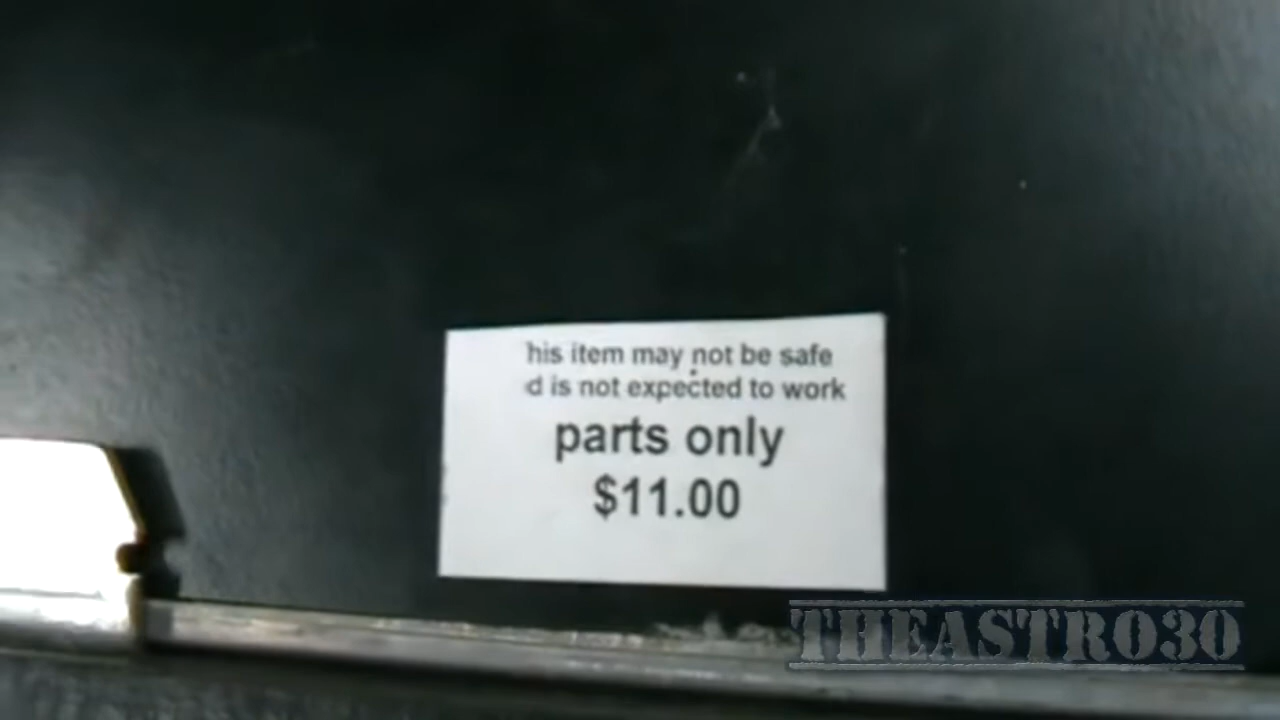 his item may not be safe
d is not expected to work
parts only
$11.00
THEASTRO30